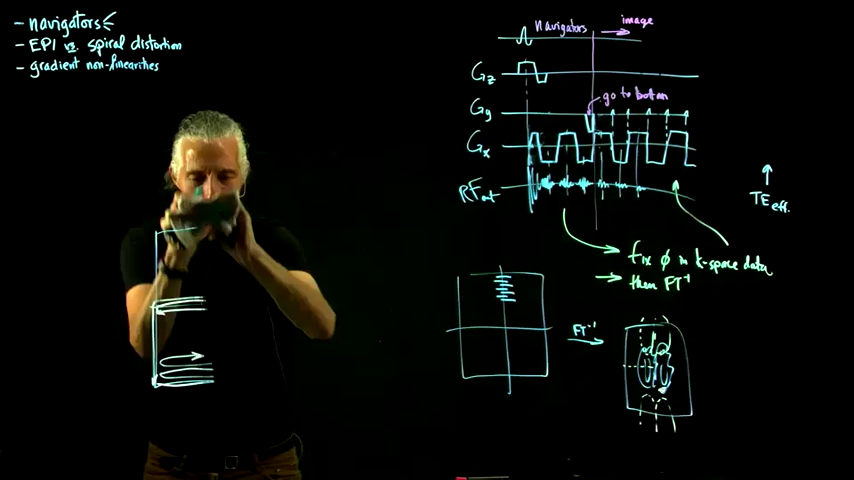 - navigators
- EPI vs. spiral distortion
- gradient non-linearities
navigators
image
Gz
go to bottom
Gy
Gx
RFout
TEeff.
fix φ in k-space data
→ then FT⁻¹
FT⁻¹